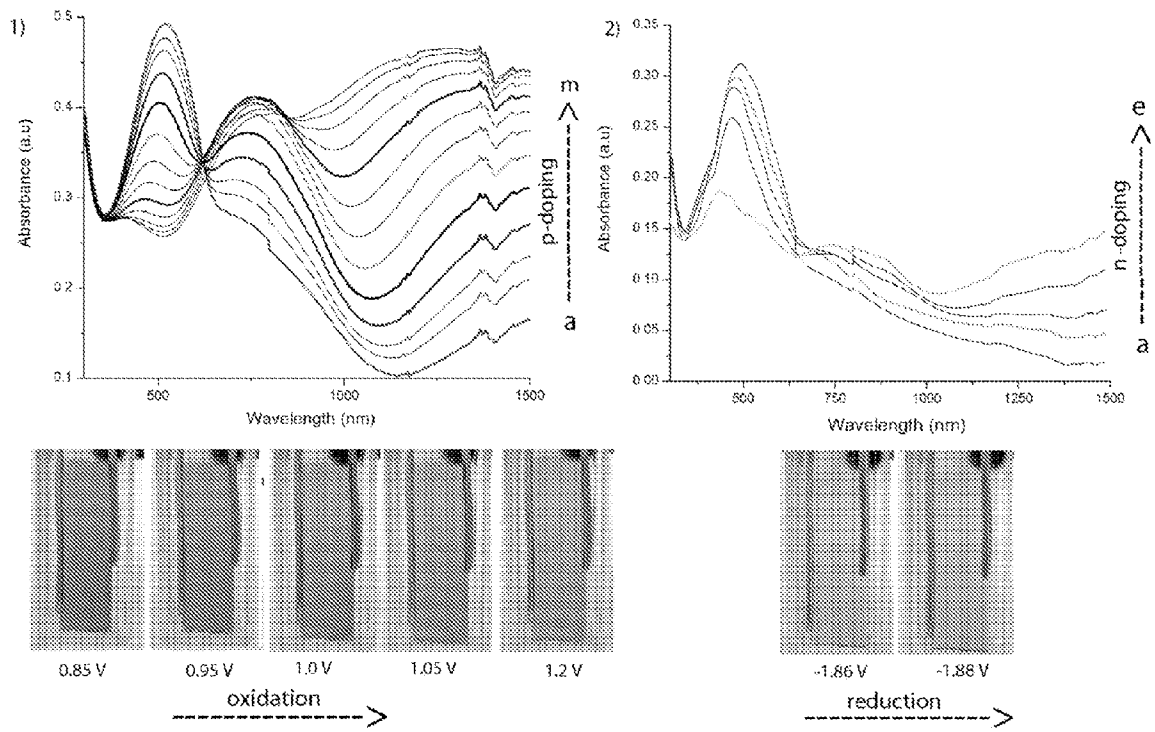 1)
0.5
0.4
0.3
0.2
0.1
Absorbance (a.u)
500
1000
1500
Wavelength (nm)
m
p-doping
a
2)
0.35
0.30
0.25
0.20
0.15
0.10
0.05
0.00
Absorbance (a.u)
500
750
1000
1250
1500
Wavelength (nm)
e
n-doping
a
0.85 V
0.95 V
1.0 V
1.05 V
1.2 V
oxidation
-1.86 V
-1.88 V
reduction